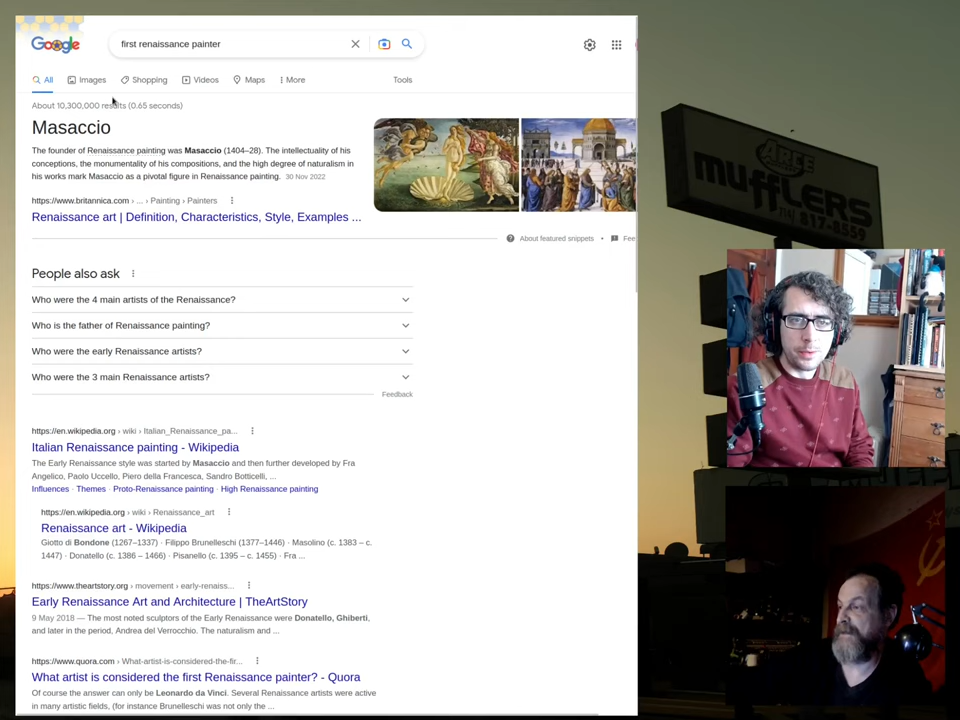 Google
first renaissance painter
All
Images
Shopping
Videos
Maps
More
Tools
About 10,300,000 results (0.65 seconds)
Masaccio
The founder of Renaissance painting was Masaccio (1404–28). The intellectuality of his
conceptions, the monumentality of his compositions, and the high degree of naturalism in
his works mark Masaccio as a pivotal figure in Renaissance painting. 30 Nov 2022
https://www.britannica.com › ... › Painting › Painters
Renaissance art | Definition, Characteristics, Style, Examples ...
About featured snippets • Fee
People also ask
Who were the 4 main artists of the Renaissance?
Who is the father of Renaissance painting?
Who were the early Renaissance artists?
Who were the 3 main Renaissance artists?
Feedback
https://en.wikipedia.org › wiki › Italian_Renaissance_pa...
Italian Renaissance painting - Wikipedia
The Early Renaissance style was started by Masaccio and then further developed by Fra
Angelico, Paolo Uccello, Piero della Francesca, Sandro Botticelli, ...
Influences · Themes · Proto-Renaissance painting · High Renaissance painting
https://en.wikipedia.org › wiki › Renaissance_art
Renaissance art - Wikipedia
Giotto di Bondone (1267–1337) · Filippo Brunelleschi (1377–1446) · Masolino (c. 1383 – c.
1447) · Donatello (c. 1386 – 1466) · Pisanello (c. 1395 – c. 1455) · Fra ...
https://www.theartstory.org › movement › early-renaiss...
Early Renaissance Art and Architecture | TheArtStory
9 May 2018 — The most noted sculptors of the Early Renaissance were Donatello, Ghiberti,
and later in the period, Andrea del Verrocchio. The naturalism and ...
https://www.quora.com › What-artist-is-considered-the-fir...
What artist is considered the first Renaissance painter? - Quora
Of course the answer can only be Leonardo da Vinci. Several Renaissance artists were active
in many artistic fields, (for instance Brunelleschi was not only the ...
MUFFLERS
817-8559